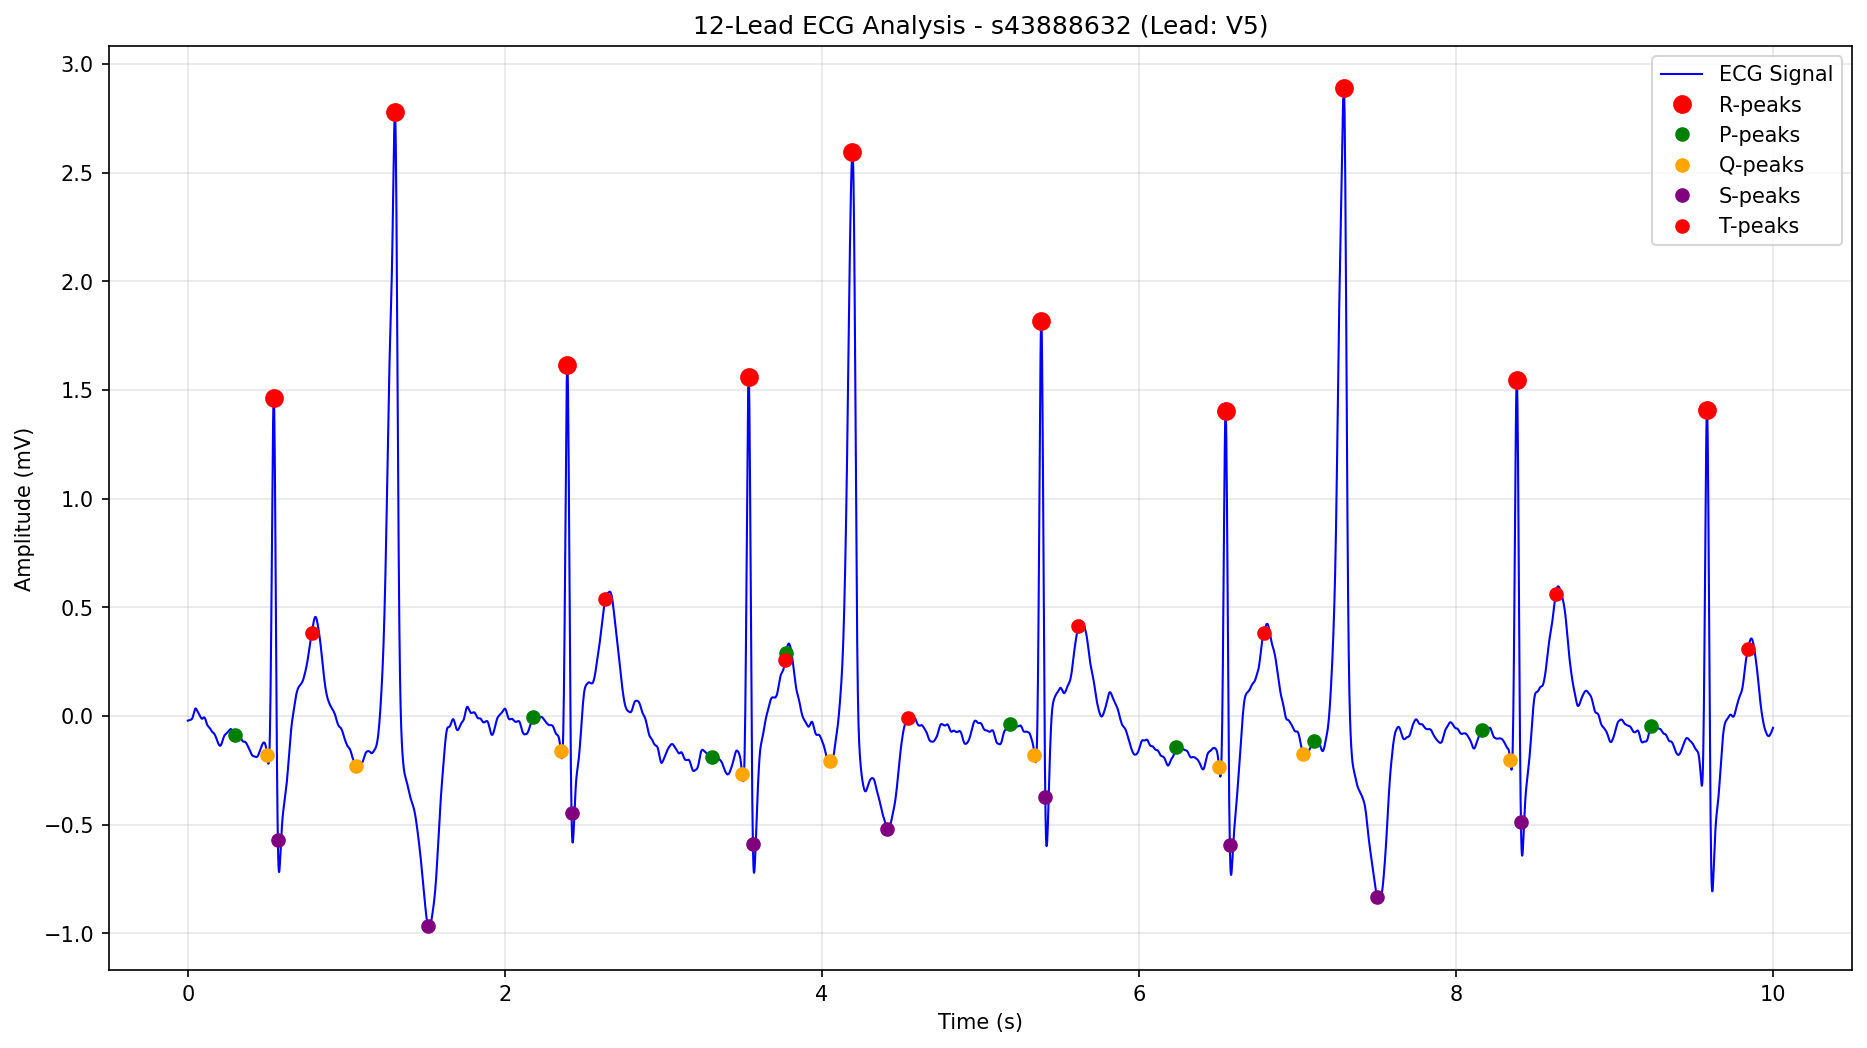 12-Lead ECG Analysis - s43888632 (Lead: V5)
3.0
2.5
2.0
1.5
1.0
0.5
0.0
−0.5
−1.0
Amplitude (mV)
ECG Signal
R-peaks
P-peaks
Q-peaks
S-peaks
T-peaks
0 2 4 6 8 10
Time (s)